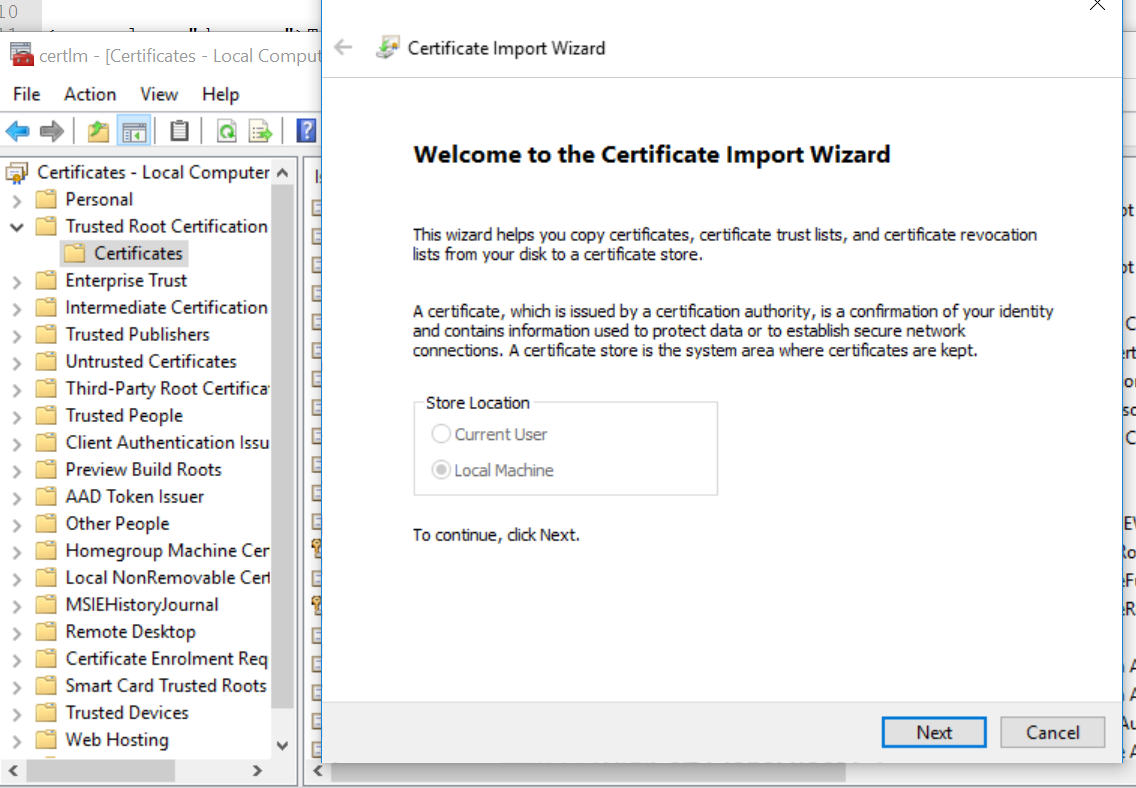 10
certlm - [Certificates - Local Comput
File Action View Help
Certificates - Local Computer
Personal
Trusted Root Certification
Certificates
Enterprise Trust
Intermediate Certification
Trusted Publishers
Untrusted Certificates
Third-Party Root Certificat
Trusted People
Client Authentication Issu
Preview Build Roots
AAD Token Issuer
Other People
Homegroup Machine Cer
Local NonRemovable Cert
MSIEHistoryJournal
Remote Desktop
Certificate Enrolment Req
Smart Card Trusted Roots
Trusted Devices
Web Hosting
Certificate Import Wizard
Welcome to the Certificate Import Wizard
This wizard helps you copy certificates, certificate trust lists, and certificate revocation
lists from your disk to a certificate store.
A certificate, which is issued by a certification authority, is a confirmation of your identity
and contains information used to protect data or to establish secure network
connections. A certificate store is the system area where certificates are kept.
Store Location
Current User
Local Machine
To continue, click Next.
Next Cancel